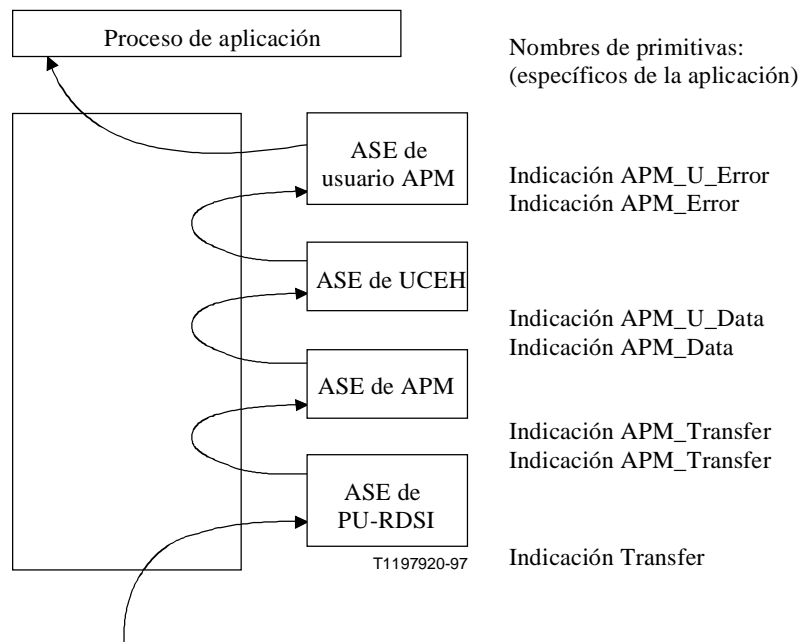 Proceso de aplicación
Nombres de primitivas:
(específicos de la aplicación)
ASE de
usuario APM
Indicación APM_U_Error
Indicación APM_Error
ASE de UCEH
Indicación APM_U_Data
Indicación APM_Data
ASE de APM
Indicación APM_Transfer
Indicación APM_Transfer
ASE de
PU-RDSI
T1197920-97
Indicación Transfer